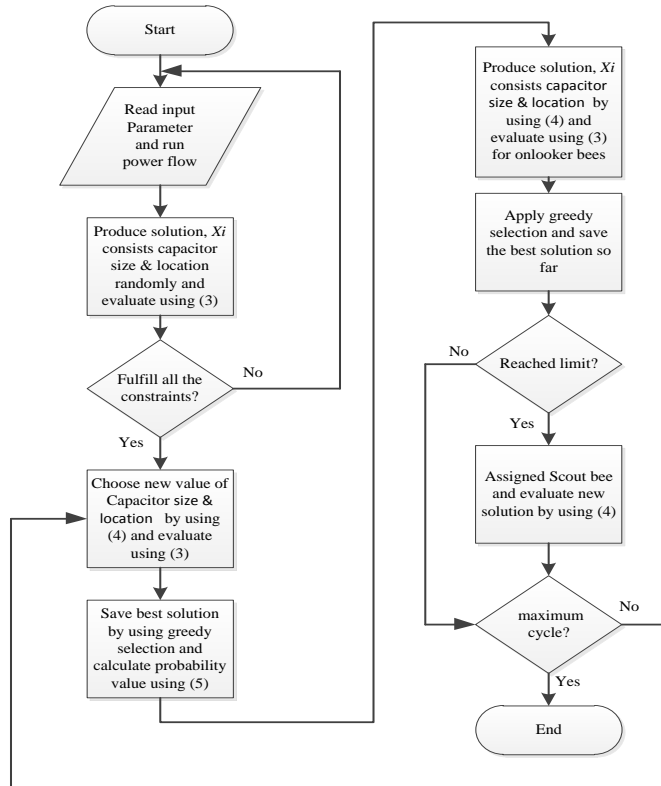 Start
Read input
Parameter
and run
power flow
Produce solution, Xi
consists capacitor
size & location
randomly and
evaluate using (3)
Fulfill all the
constraints?
No
Yes
Choose new value of
Capacitor size &
location by using
(4) and evaluate
using (3)
Save best solution
by using greedy
selection and
calculate probability
value using (5)
Produce solution, Xi
consists capacitor
size & location by
using (4) and
evaluate using (3)
for onlooker bees
Apply greedy
selection and save
the best solution so
far
Reached limit?
No
Yes
Assigned Scout bee
and evaluate new
solution by using (4)
maximum
cycle?
No
Yes
End